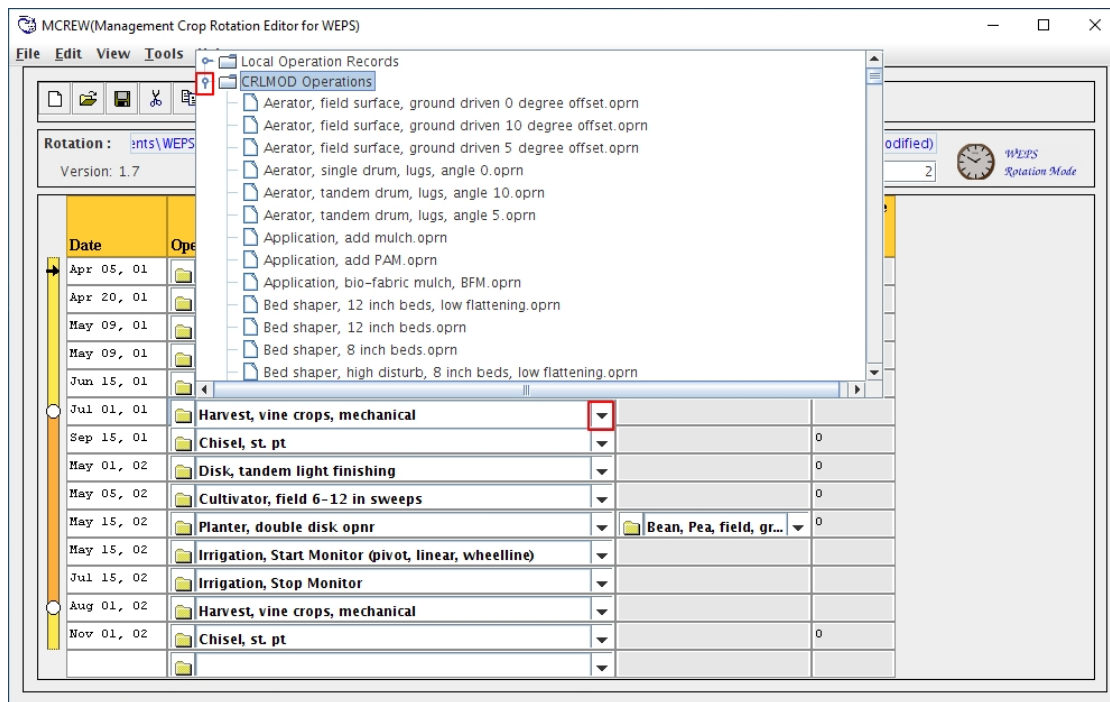 MCREW(Management Crop Rotation Editor for WEPS)
File Edit View Tools
Local Operation Records
CRLMOD Operations
Aerator, field surface, ground driven 0 degree offset.oprn
Aerator, field surface, ground driven 10 degree offset.oprn
Aerator, field surface, ground driven 5 degree offset.oprn
Aerator, single drum, lugs, angle 0.oprn
Aerator, tandem drum, lugs, angle 10.oprn
Aerator, tandem drum, lugs, angle 5.oprn
Application, add mulch.oprn
Application, add PAM.oprn
Application, bio-fabric mulch, BFM.oprn
Bed shaper, 12 inch beds, low flattening.oprn
Bed shaper, 12 inch beds.oprn
Bed shaper, 8 inch beds.oprn
Bed shaper, high disturb, 8 inch beds, low flattening.oprn
Rotation : ents\WEPS odified)
Version: 1.7 2
WEPS
Rotation Mode
Date Ope
Apr 05, 01
Apr 20, 01
May 09, 01
May 09, 01
Jun 15, 01
Jul 01, 01 Harvest, vine crops, mechanical
Sep 15, 01 Chisel, st. pt 0
May 01, 02 Disk, tandem light finishing 0
May 05, 02 Cultivator, field 6-12 in sweeps 0
May 15, 02 Planter, double disk opnr Bean, Pea, field, gr... 0
May 15, 02 Irrigation, Start Monitor (pivot, linear, wheelline)
Jul 15, 02 Irrigation, Stop Monitor
Aug 01, 02 Harvest, vine crops, mechanical
Nov 01, 02 Chisel, st. pt 0